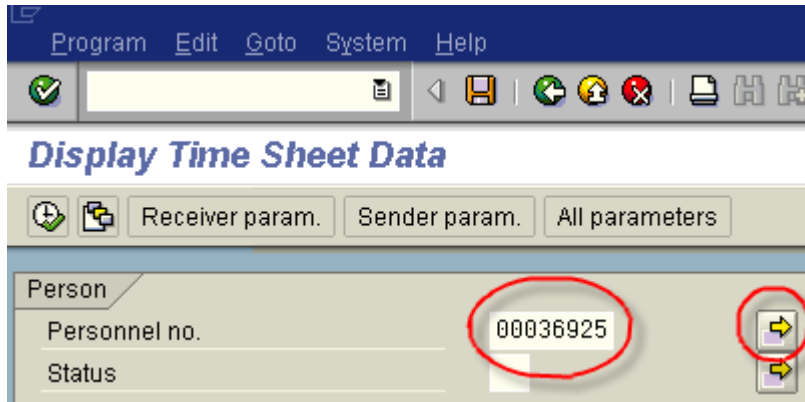 Program Edit Goto System Help
Display Time Sheet Data
Receiver param. Sender param. All parameters
Person
Personnel no. 00036925
Status